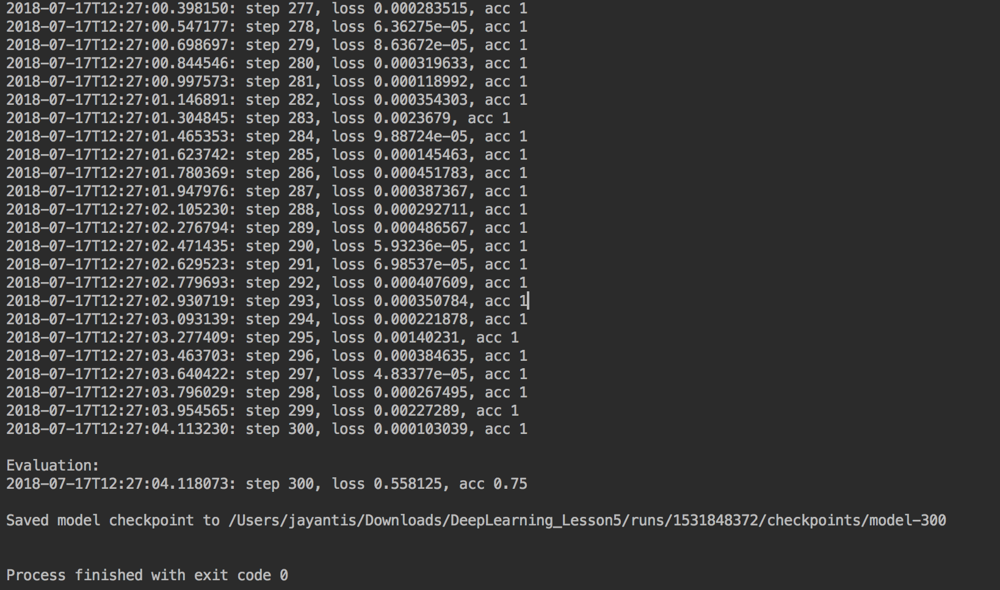 2018-07-17T12:27:00.398150: step 277, loss 0.000283515, acc 1
2018-07-17T12:27:00.547177: step 278, loss 6.36275e-05, acc 1
2018-07-17T12:27:00.698697: step 279, loss 8.63672e-05, acc 1
2018-07-17T12:27:00.844546: step 280, loss 0.000319633, acc 1
2018-07-17T12:27:00.997573: step 281, loss 0.000118992, acc 1
2018-07-17T12:27:01.146891: step 282, loss 0.000354303, acc 1
2018-07-17T12:27:01.304845: step 283, loss 0.0023679, acc 1
2018-07-17T12:27:01.465353: step 284, loss 9.88724e-05, acc 1
2018-07-17T12:27:01.623742: step 285, loss 0.000145463, acc 1
2018-07-17T12:27:01.780369: step 286, loss 0.000451783, acc 1
2018-07-17T12:27:01.947976: step 287, loss 0.000387367, acc 1
2018-07-17T12:27:02.105230: step 288, loss 0.000292711, acc 1
2018-07-17T12:27:02.276794: step 289, loss 0.000486567, acc 1
2018-07-17T12:27:02.471435: step 290, loss 5.93236e-05, acc 1
2018-07-17T12:27:02.629523: step 291, loss 6.98537e-05, acc 1
2018-07-17T12:27:02.779693: step 292, loss 0.000407609, acc 1
2018-07-17T12:27:02.930719: step 293, loss 0.000350784, acc 1
2018-07-17T12:27:03.093139: step 294, loss 0.000221878, acc 1
2018-07-17T12:27:03.277409: step 295, loss 0.00140231, acc 1
2018-07-17T12:27:03.463703: step 296, loss 0.000384635, acc 1
2018-07-17T12:27:03.640422: step 297, loss 4.83377e-05, acc 1
2018-07-17T12:27:03.796029: step 298, loss 0.000267495, acc 1
2018-07-17T12:27:03.954565: step 299, loss 0.00227289, acc 1
2018-07-17T12:27:04.113230: step 300, loss 0.000103039, acc 1
Evaluation:
2018-07-17T12:27:04.118073: step 300, loss 0.558125, acc 0.75
Saved model checkpoint to /Users/jayantis/Downloads/DeepLearning_Lesson5/runs/1531848372/checkpoints/model-300
Process finished with exit code 0